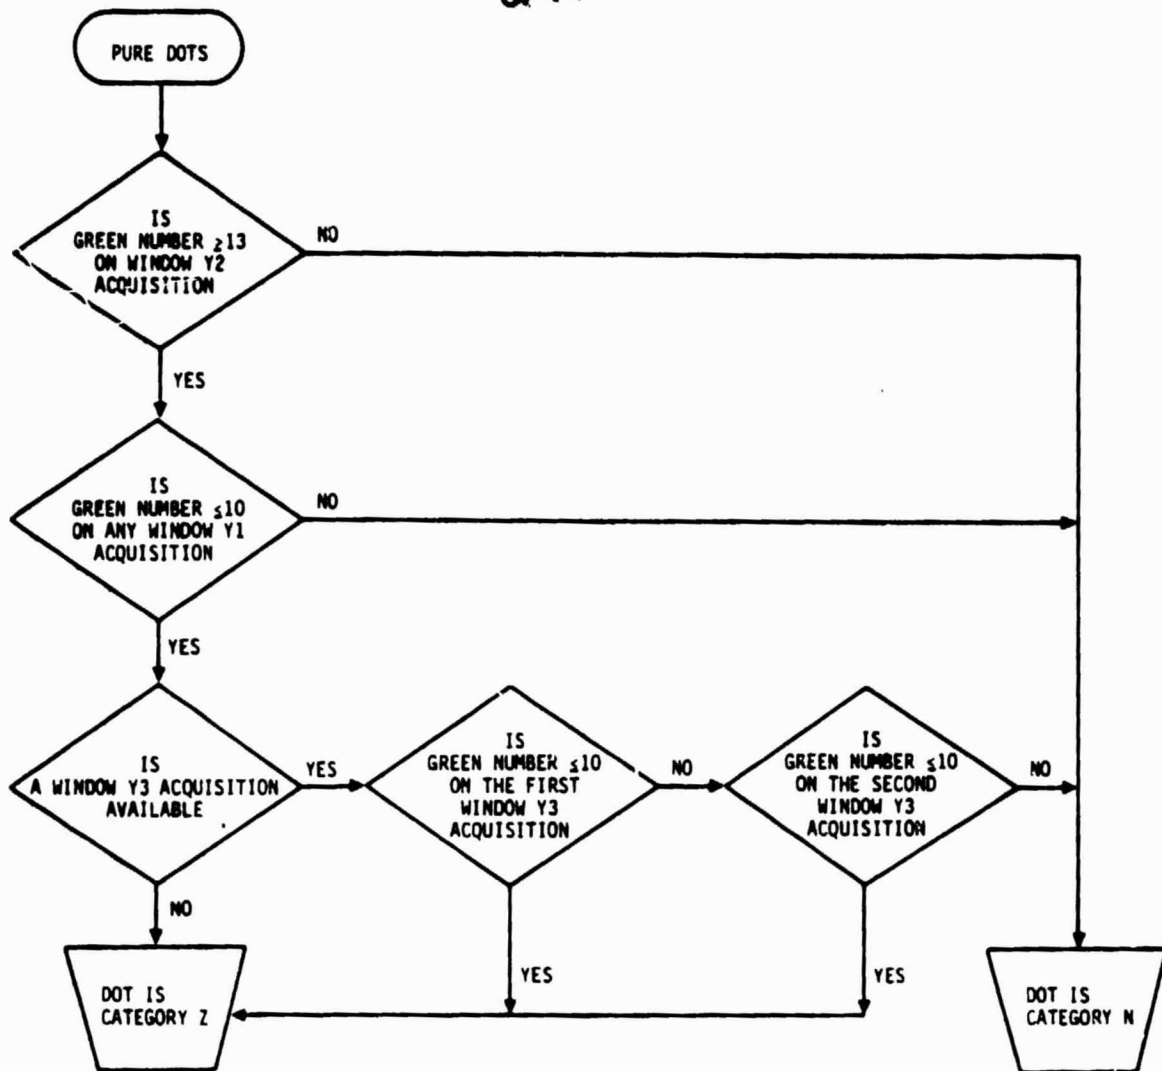 PURE DOTS
IS
GREEN NUMBER ≥13
ON WINDOW Y2
ACQUISITION
NO
YES
IS
GREEN NUMBER ≤10
ON ANY WINDOW Y1
ACQUISITION
NO
YES
IS
A WINDOW Y3 ACQUISITION
AVAILABLE
YES
IS
GREEN NUMBER ≤10
ON THE FIRST
WINDOW Y3
ACQUISITION
NO
IS
GREEN NUMBER ≤10
ON THE SECOND
WINDOW Y3
ACQUISITION
NO
NO
YES
YES
DOT IS
CATEGORY Z
DOT IS
CATEGORY N